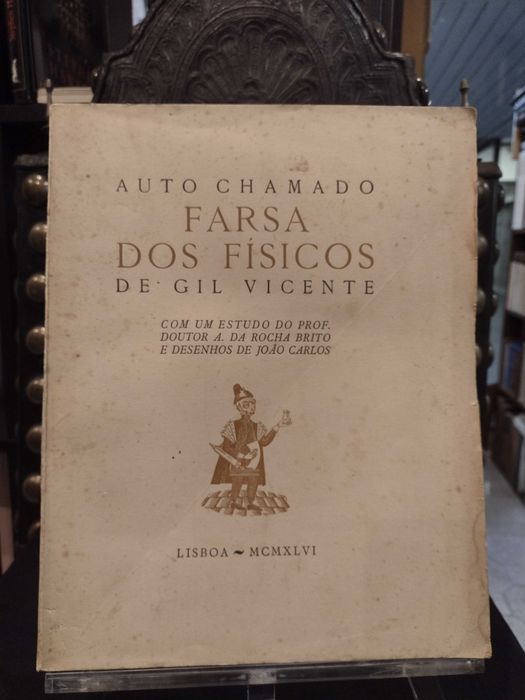 AUTO CHAMADO
FARSA
DOS FÍSICOS
DE GIL VICENTE
COM UM ESTUDO DO PROF.
DOUTOR A. DA ROCHA BRITO
E DESENHOS DE JOÃO CARLOS
LISBOA ~ MCMXLVI